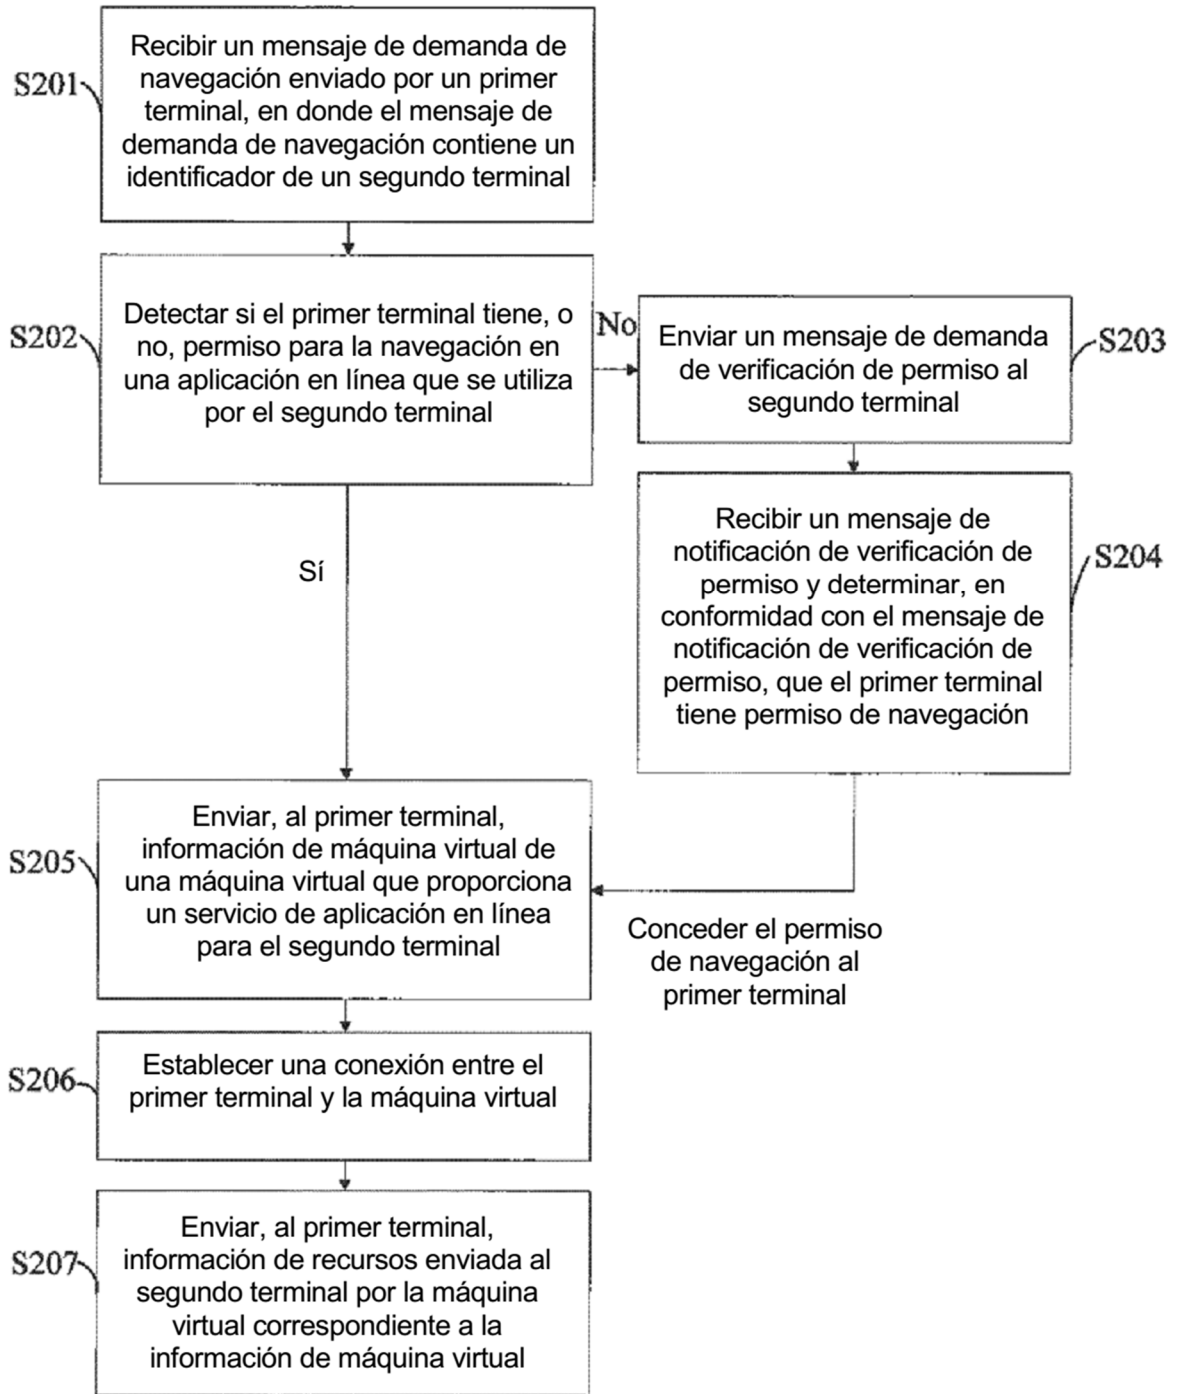 S201
Recibir un mensaje de demanda de
navegación enviado por un primer
terminal, en donde el mensaje de
demanda de navegación contiene un
identificador de un segundo terminal
S202
Detectar si el primer terminal tiene, o
no, permiso para la navegación en
una aplicación en línea que se utiliza
por el segundo terminal
No
Enviar un mensaje de demanda
de verificación de permiso al
segundo terminal
S203
Sí
Recibir un mensaje de
notificación de verificación de
permiso y determinar, en
conformidad con el mensaje de
notificación de verificación de
permiso, que el primer terminal
tiene permiso de navegación
S204
S205
Enviar, al primer terminal,
información de máquina virtual de
una máquina virtual que proporciona
un servicio de aplicación en línea
para el segundo terminal
Conceder el permiso
de navegación al
primer terminal
S206
Establecer una conexión entre el
primer terminal y la máquina virtual
S207
Enviar, al primer terminal,
información de recursos enviada al
segundo terminal por la máquina
virtual correspondiente a la
información de máquina virtual